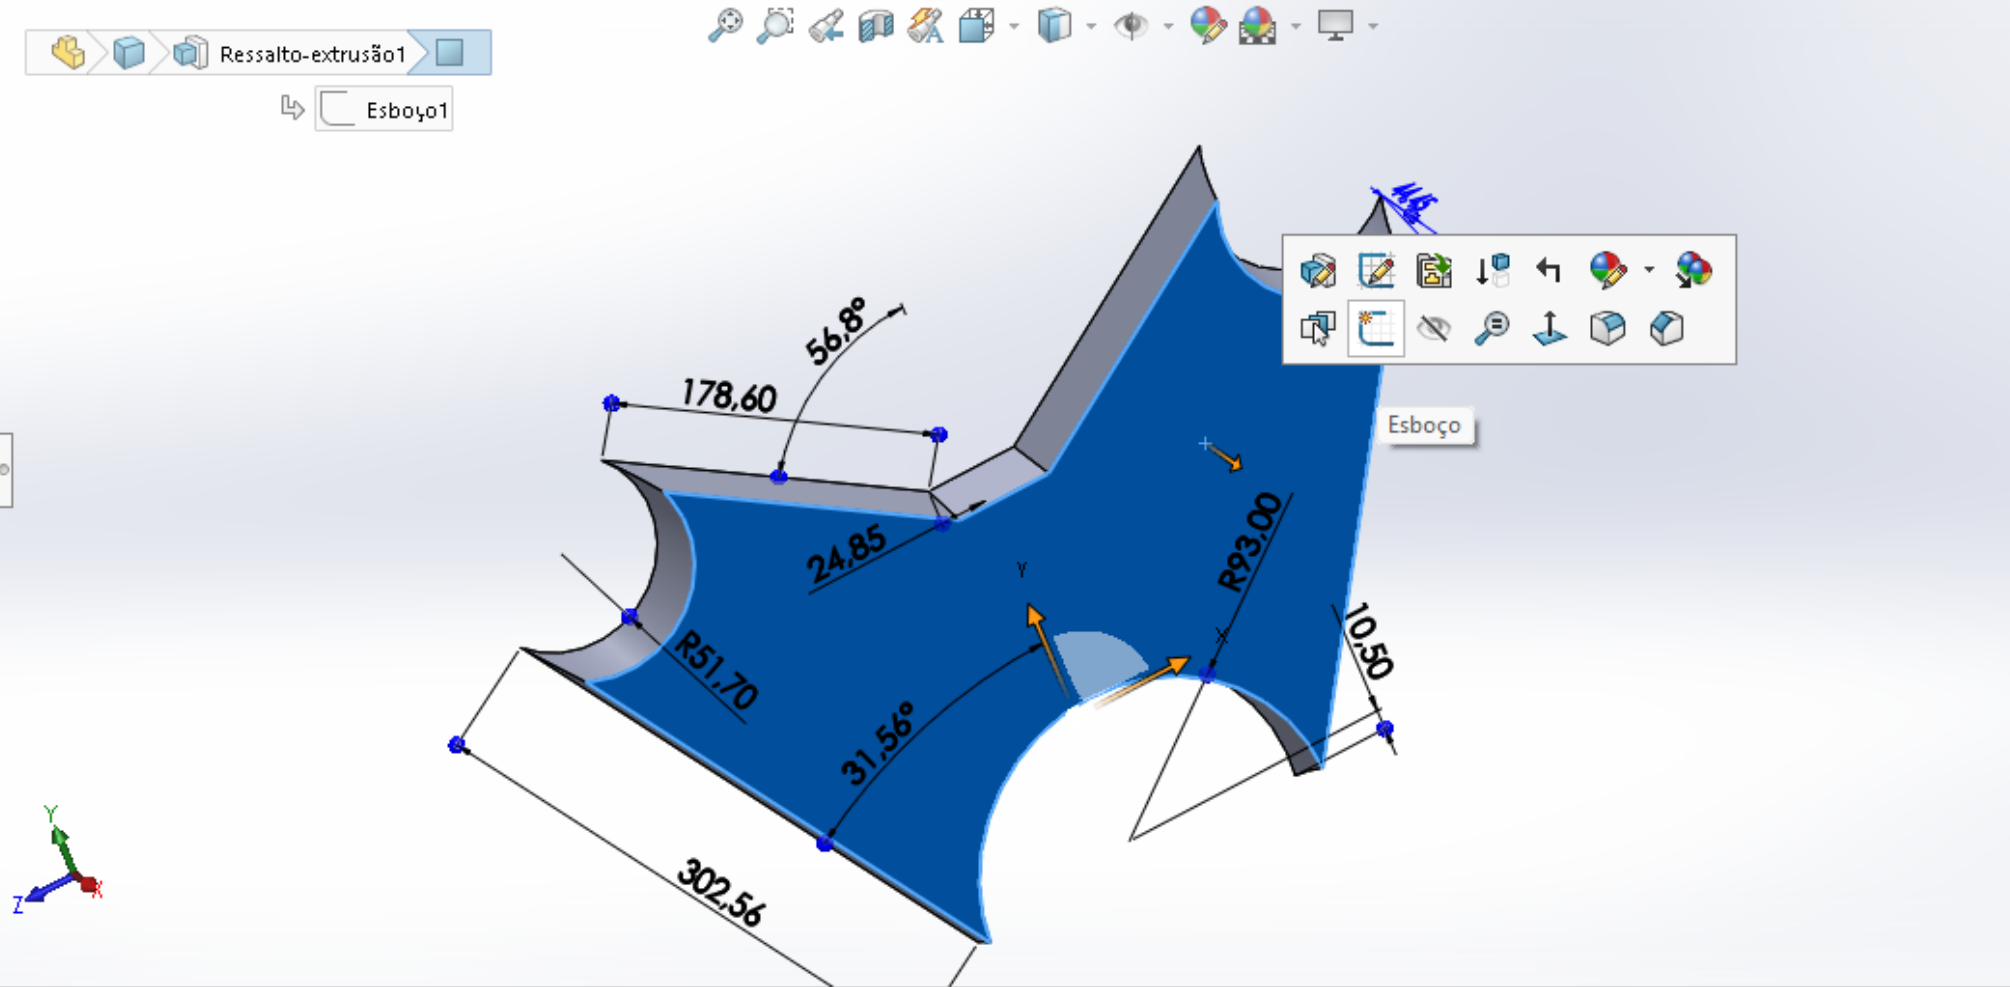 Ressalto-extrusão1
Esboço1
56,8°
178,60
Esboço
24,85
R93,00
Y
X
10,50
R51,70
31,56°
302,56
Y
Z
X